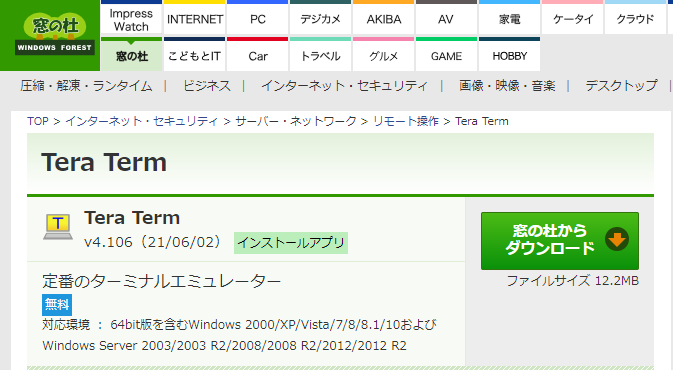 窓の杜
WINDOWS FOREST
Impress Watch
INTERNET
PC
デジカメ
AKIBA
AV
家電
ケータイ
クラウド
窓の杜
こどもとIT
Car
トラベル
グルメ
GAME
HOBBY
圧縮・解凍・ランタイム | ビジネス | インターネット・セキュリティ | 画像・映像・音楽 | デスクトップ |
TOP > インターネット・セキュリティ > サーバー・ネットワーク > リモート操作 > Tera Term
Tera Term
T
Tera Term
v4.106（21/06/02） インストールアプリ
定番のターミナルエミュレーター
無料
対応環境 ： 64bit版を含むWindows 2000/XP/Vista/7/8/8.1/10および
Windows Server 2003/2003 R2/2008/2008 R2/2012/2012 R2
窓の杜から
ダウンロード
ファイルサイズ 12.2MB